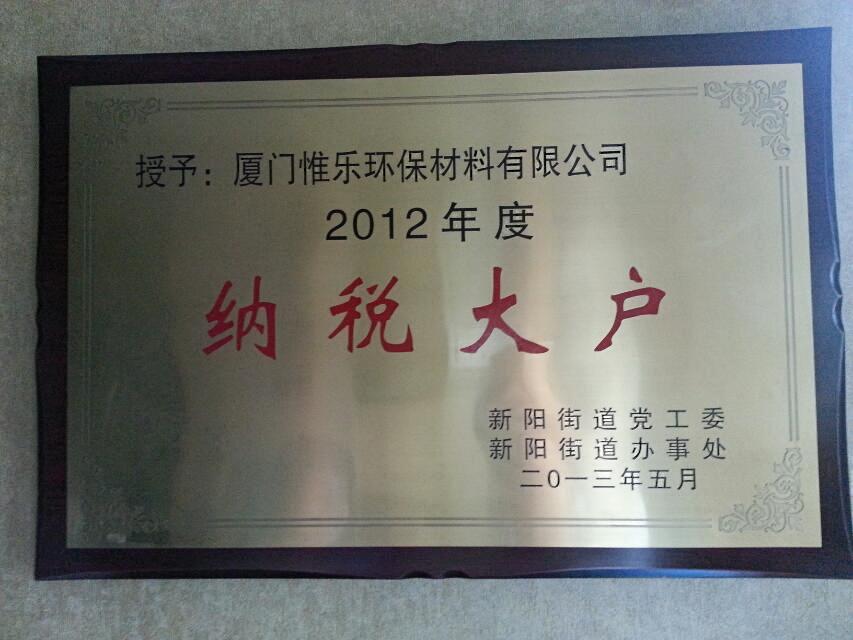 授予：厦门惟乐环保材料有限公司
2012年度
纳税大户
新阳街道党工委
新阳街道办事处
二0一三年五月